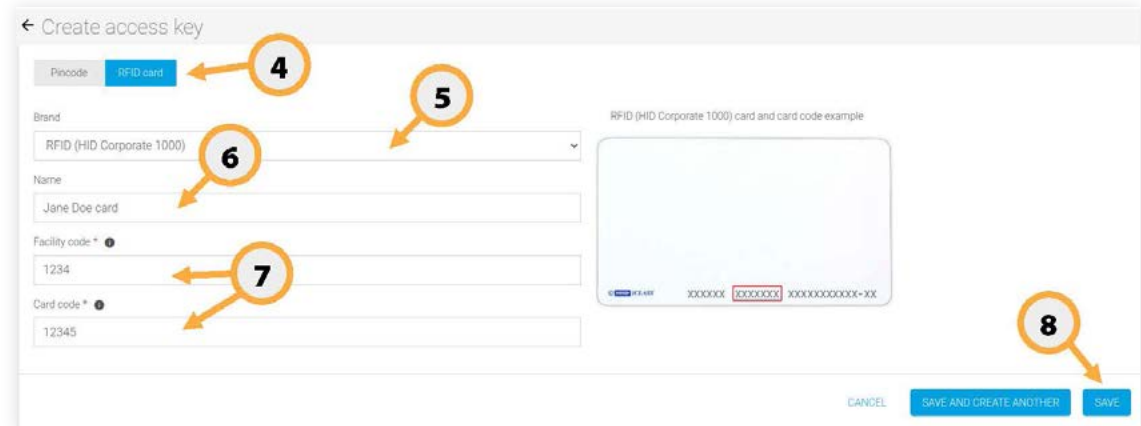 ← Create access key
Pincode RFID card
4
5
Brand
RFID (HID Corporate 1000)
6
Name
Jane Doe card
Facility code *
1234
7
Card code *
12345
RFID (HID Corporate 1000) card and card code example
XXXXXX XXXXXXX XXXXXXXXXXX-XX
8
CANCEL SAVE AND CREATE ANOTHER SAVE